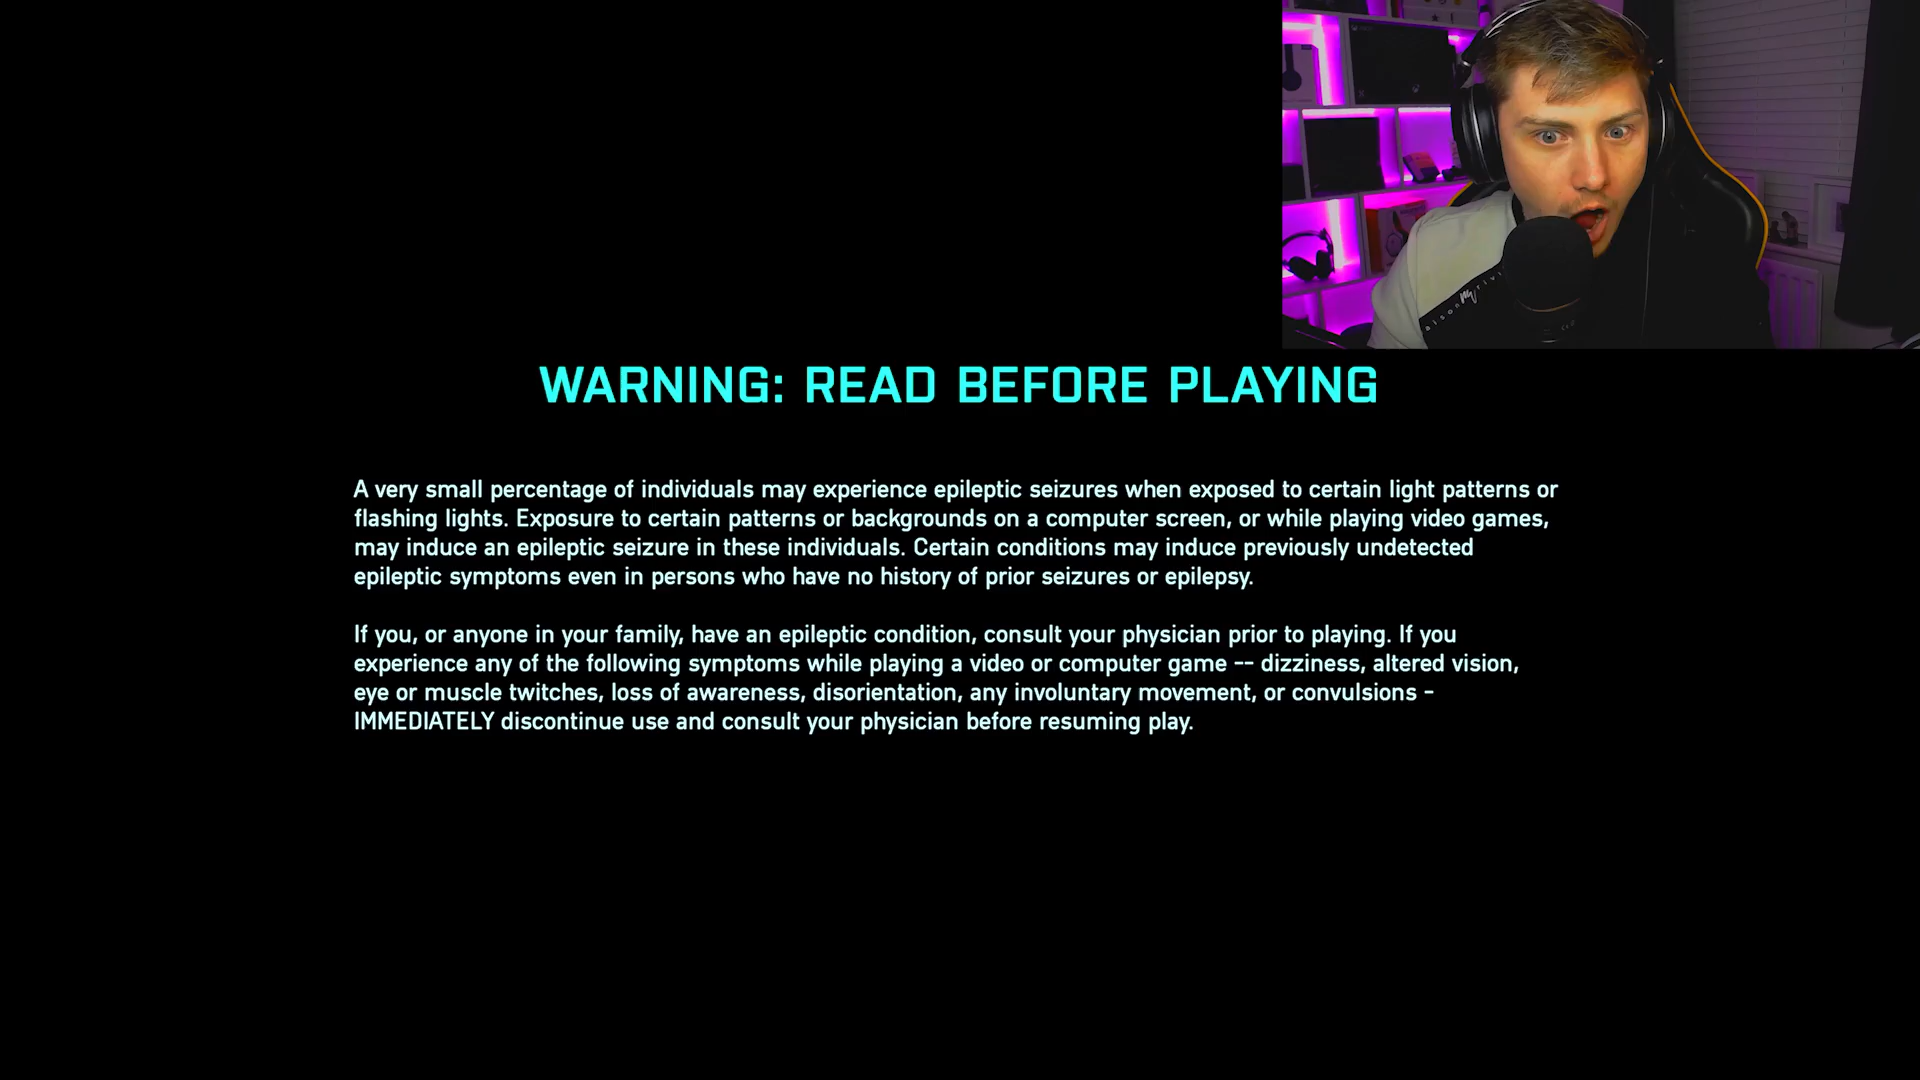 WARNING: READ BEFORE PLAYING
A very small percentage of individuals may experience epileptic seizures when exposed to certain light patterns or
flashing lights. Exposure to certain patterns or backgrounds on a computer screen, or while playing video games,
may induce an epileptic seizure in these individuals. Certain conditions may induce previously undetected
epileptic symptoms even in persons who have no history of prior seizures or epilepsy.
If you, or anyone in your family, have an epileptic condition, consult your physician prior to playing. If you
experience any of the following symptoms while playing a video or computer game -- dizziness, altered vision,
eye or muscle twitches, loss of awareness, disorientation, any involuntary movement, or convulsions -
IMMEDIATELY discontinue use and consult your physician before resuming play.